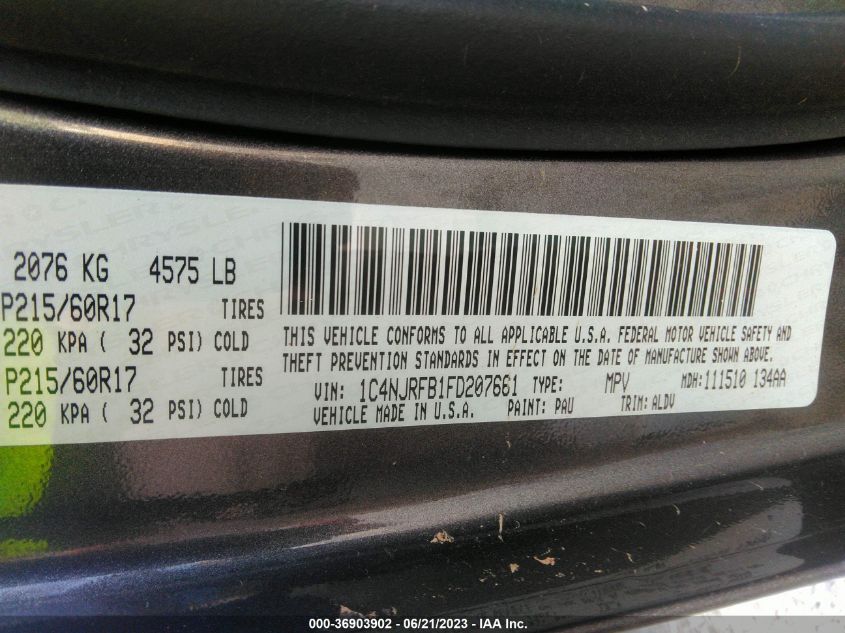 2076 KG 4575 LB
P215/60R17 TIRES
220 KPA ( 32 PSI) COLD
P215/60R17 TIRES
220 KPA ( 32 PSI) COLD
THIS VEHICLE CONFORMS TO ALL APPLICABLE U.S.A. FEDERAL MOTOR VEHICLE SAFETY AND
THEFT PREVENTION STANDARDS IN EFFECT ON THE DATE OF MANUFACTURE SHOWN ABOVE.
VIN: 1C4NJRFB1FD207661 TYPE: MPV MDH:111510 134AA
VEHICLE MADE IN U.S.A. PAINT: PAU TRIM: ALDV
000-36903902 - 06/21/2023 - IAA Inc.